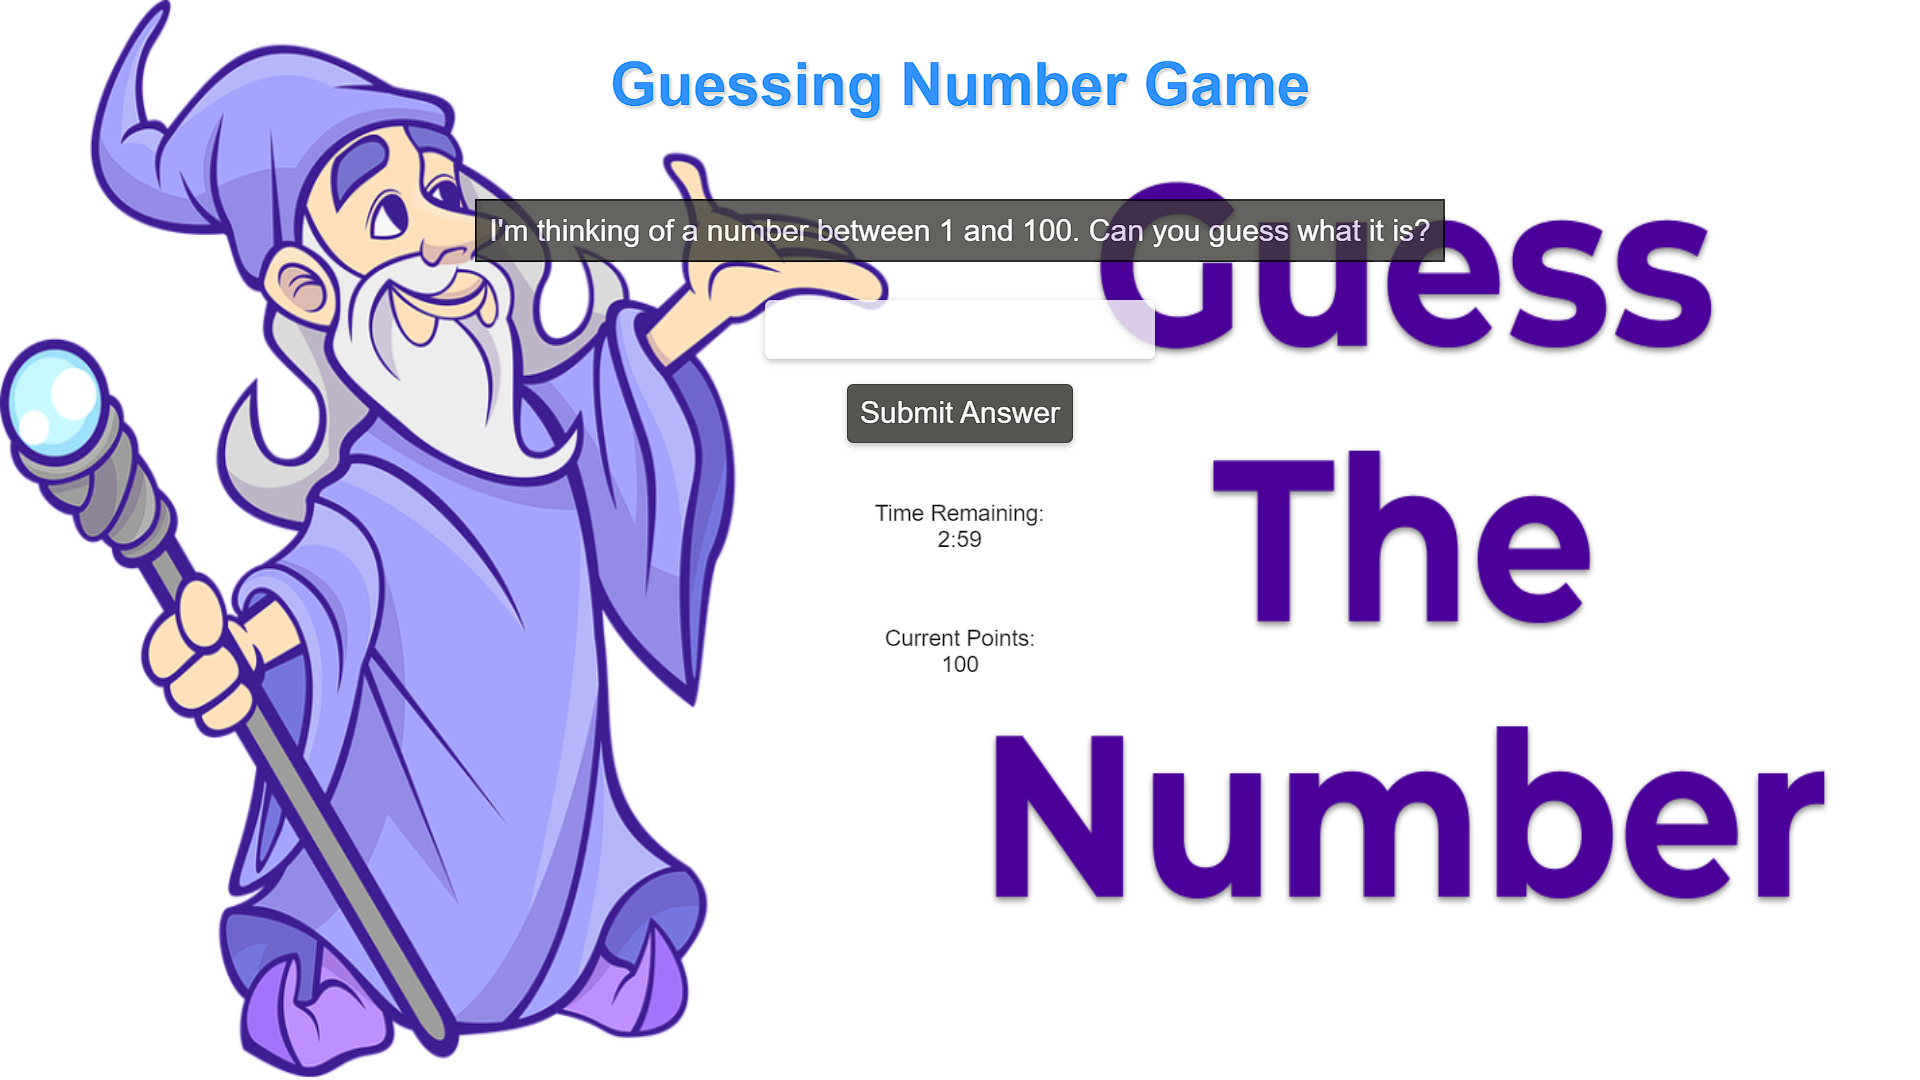 Guessing Number Game
I'm thinking of a number between 1 and 100. Can you guess what it is?
Guess
The
Number
Submit Answer
Time Remaining:
2:59
Current Points:
100